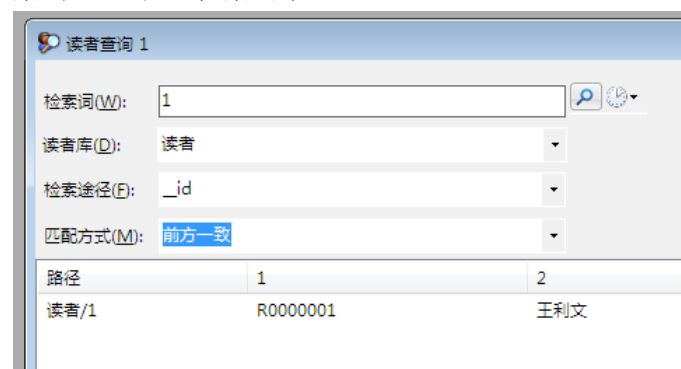 读者查询 1
检索词(W): 1
读者库(D): 读者
检索途径(F): __id
匹配方式(M): 前方一致
路径 1 2
读者/1 R0000001 王利文